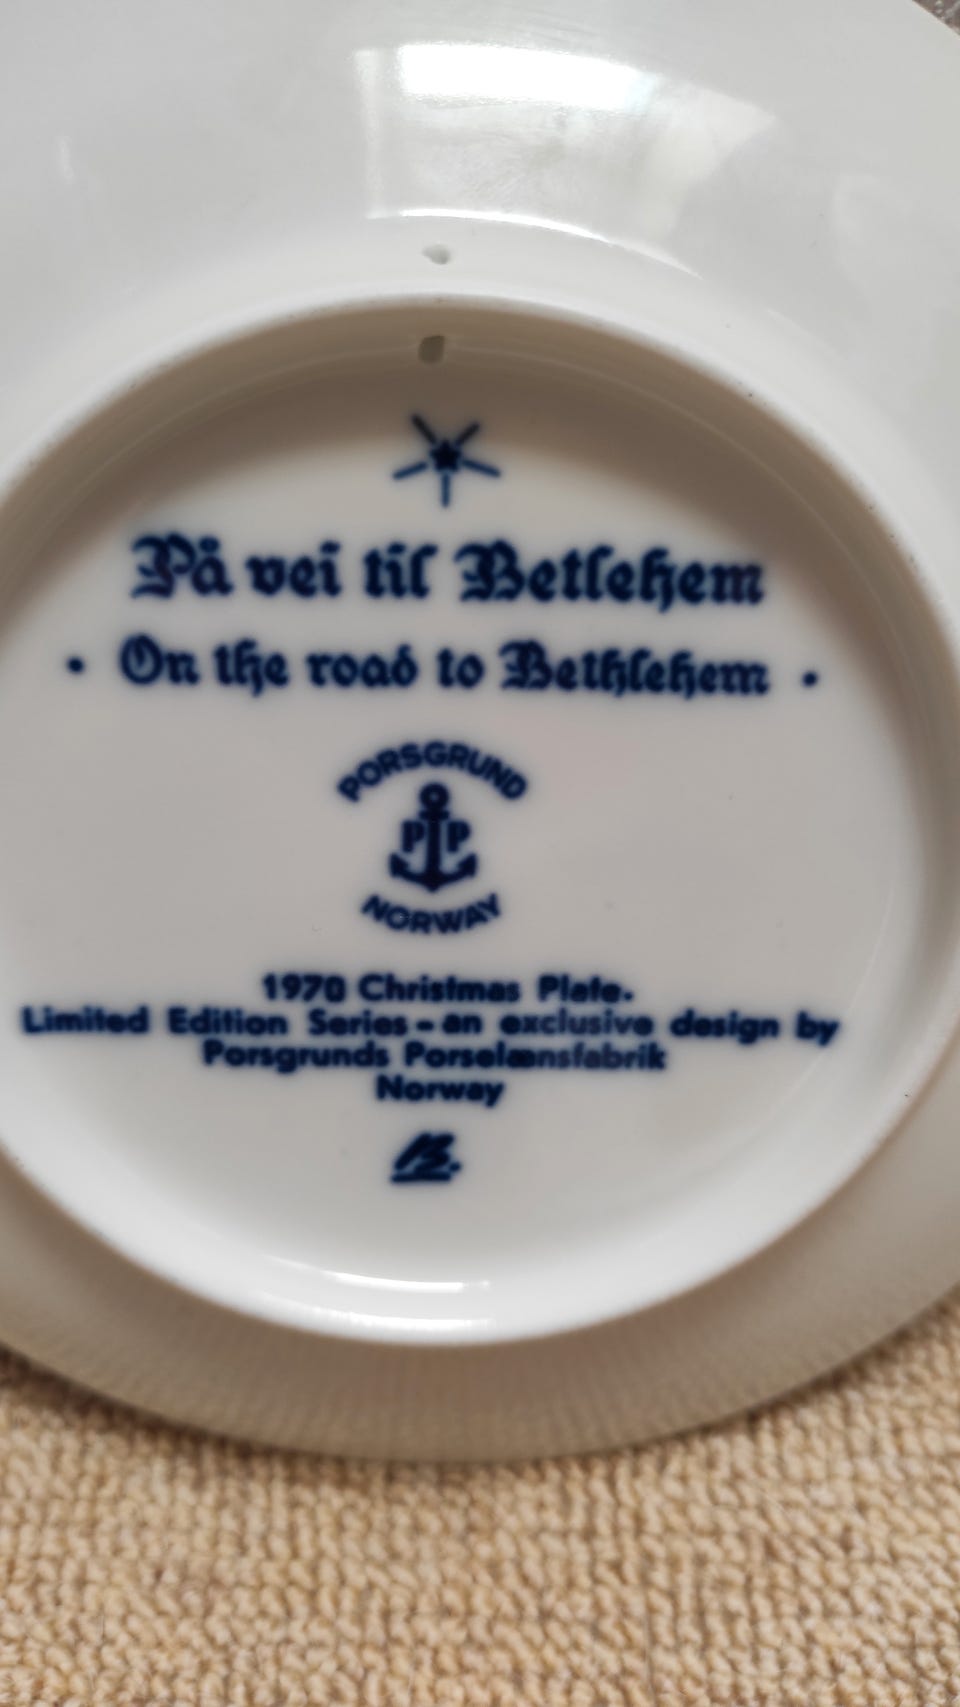 På vei til Betlehem
• On the road to Bethlehem •
PORSGRUND
P P
NORWAY
1970 Christmas Plate.
Limited Edition Series - an exclusive design by
Porsgrunds Porselænsfabrik
Norway